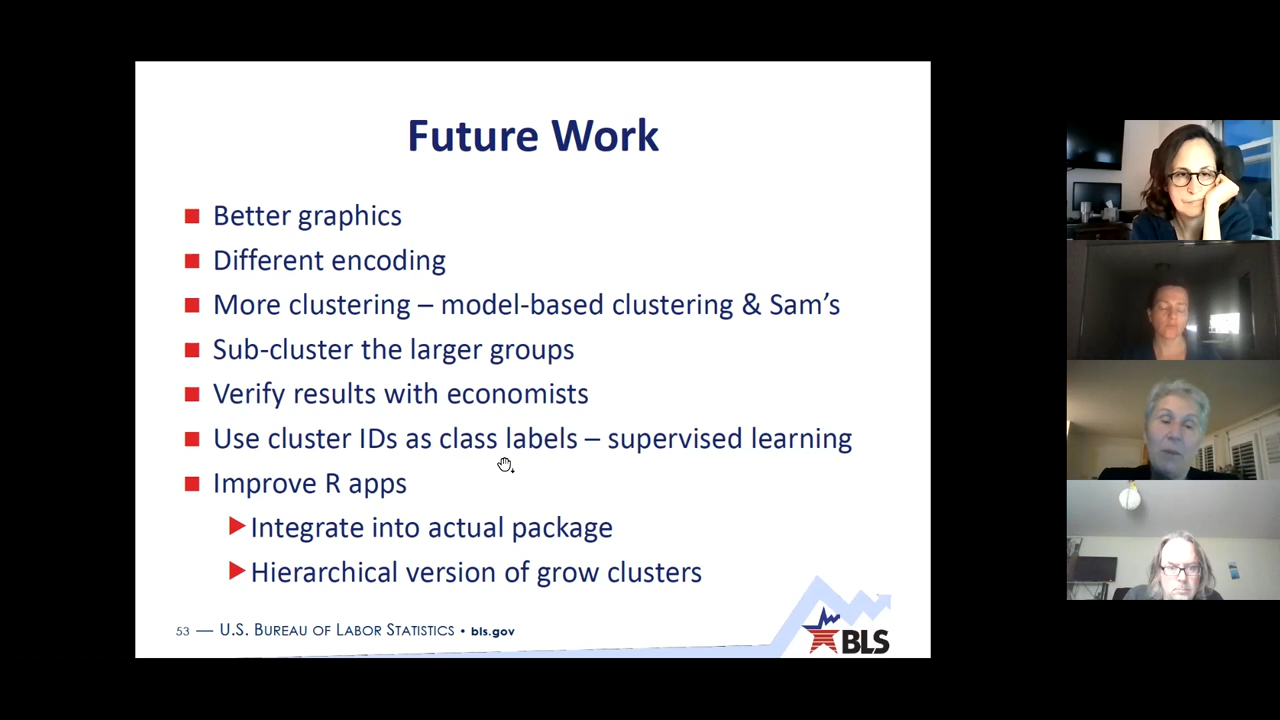 Future Work
Better graphics
Different encoding
More clustering – model-based clustering & Sam's
Sub-cluster the larger groups
Verify results with economists
Use cluster IDs as class labels – supervised learning
Improve R apps
Integrate into actual package
Hierarchical version of grow clusters
53 — U.S. BUREAU OF LABOR STATISTICS • bls.gov
BLS